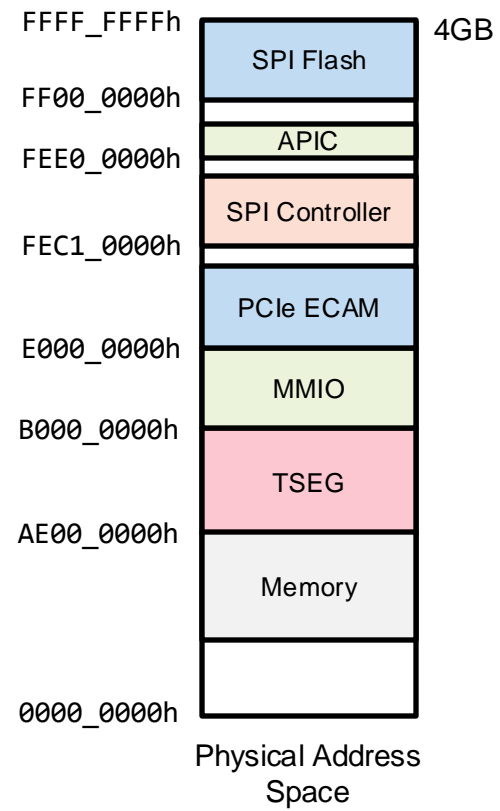 FFFF_FFFFh
4GB
SPI Flash
FF00_0000h
APIC
FEE0_0000h
SPI Controller
FEC1_0000h
PCIe ECAM
E000_0000h
MMIO
B000_0000h
TSEG
AE00_0000h
Memory
0000_0000h
Physical Address
Space